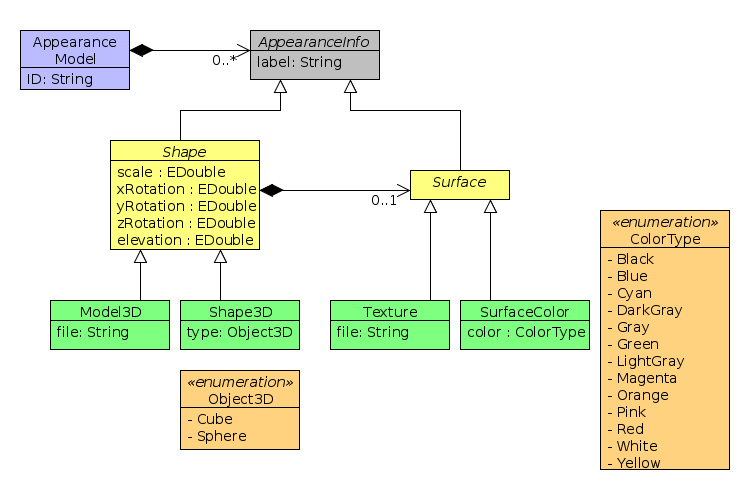 Appearance
Model
ID: String
AppearanceInfo
label: String
0..*
Shape
scale : EDouble
xRotation : EDouble
yRotation : EDouble
zRotation : EDouble
elevation : EDouble
Surface
0..1
Model3D
file: String
Shape3D
type: Object3D
Texture
file: String
SurfaceColor
color : ColorType
«enumeration»
Object3D
- Cube
- Sphere
«enumeration»
ColorType
- Black
- Blue
- Cyan
- DarkGray
- Gray
- Green
- LightGray
- Magenta
- Orange
- Pink
- Red
- White
- Yellow